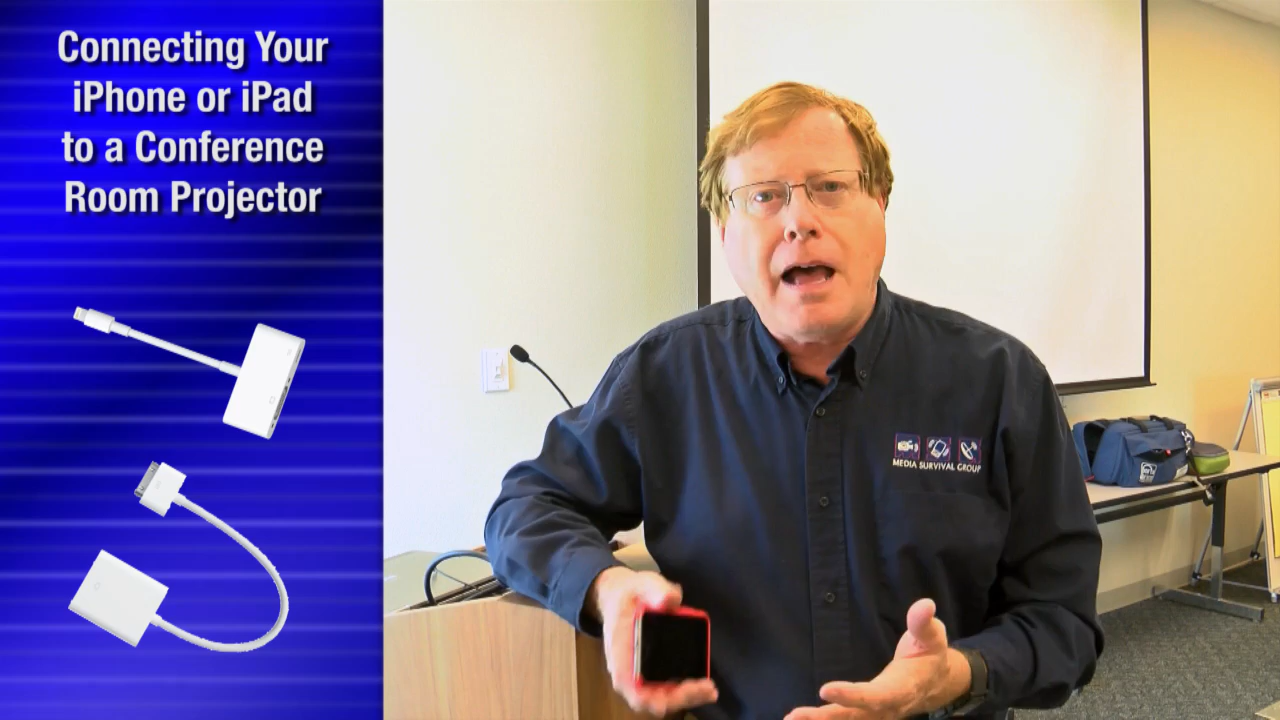 Connecting Your
iPhone or iPad
to a Conference
Room Projector
MEDIA SURVIVAL GROUP